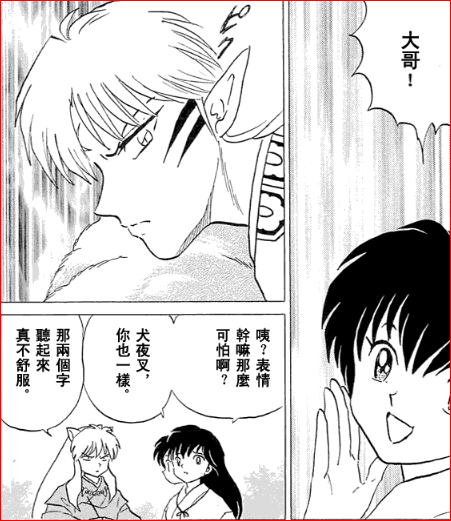 大哥！
ピク
咦？表情
幹嘛那麼
可怕啊？
犬夜叉，
你也一樣。
那兩個字
聽起來
真不舒服。